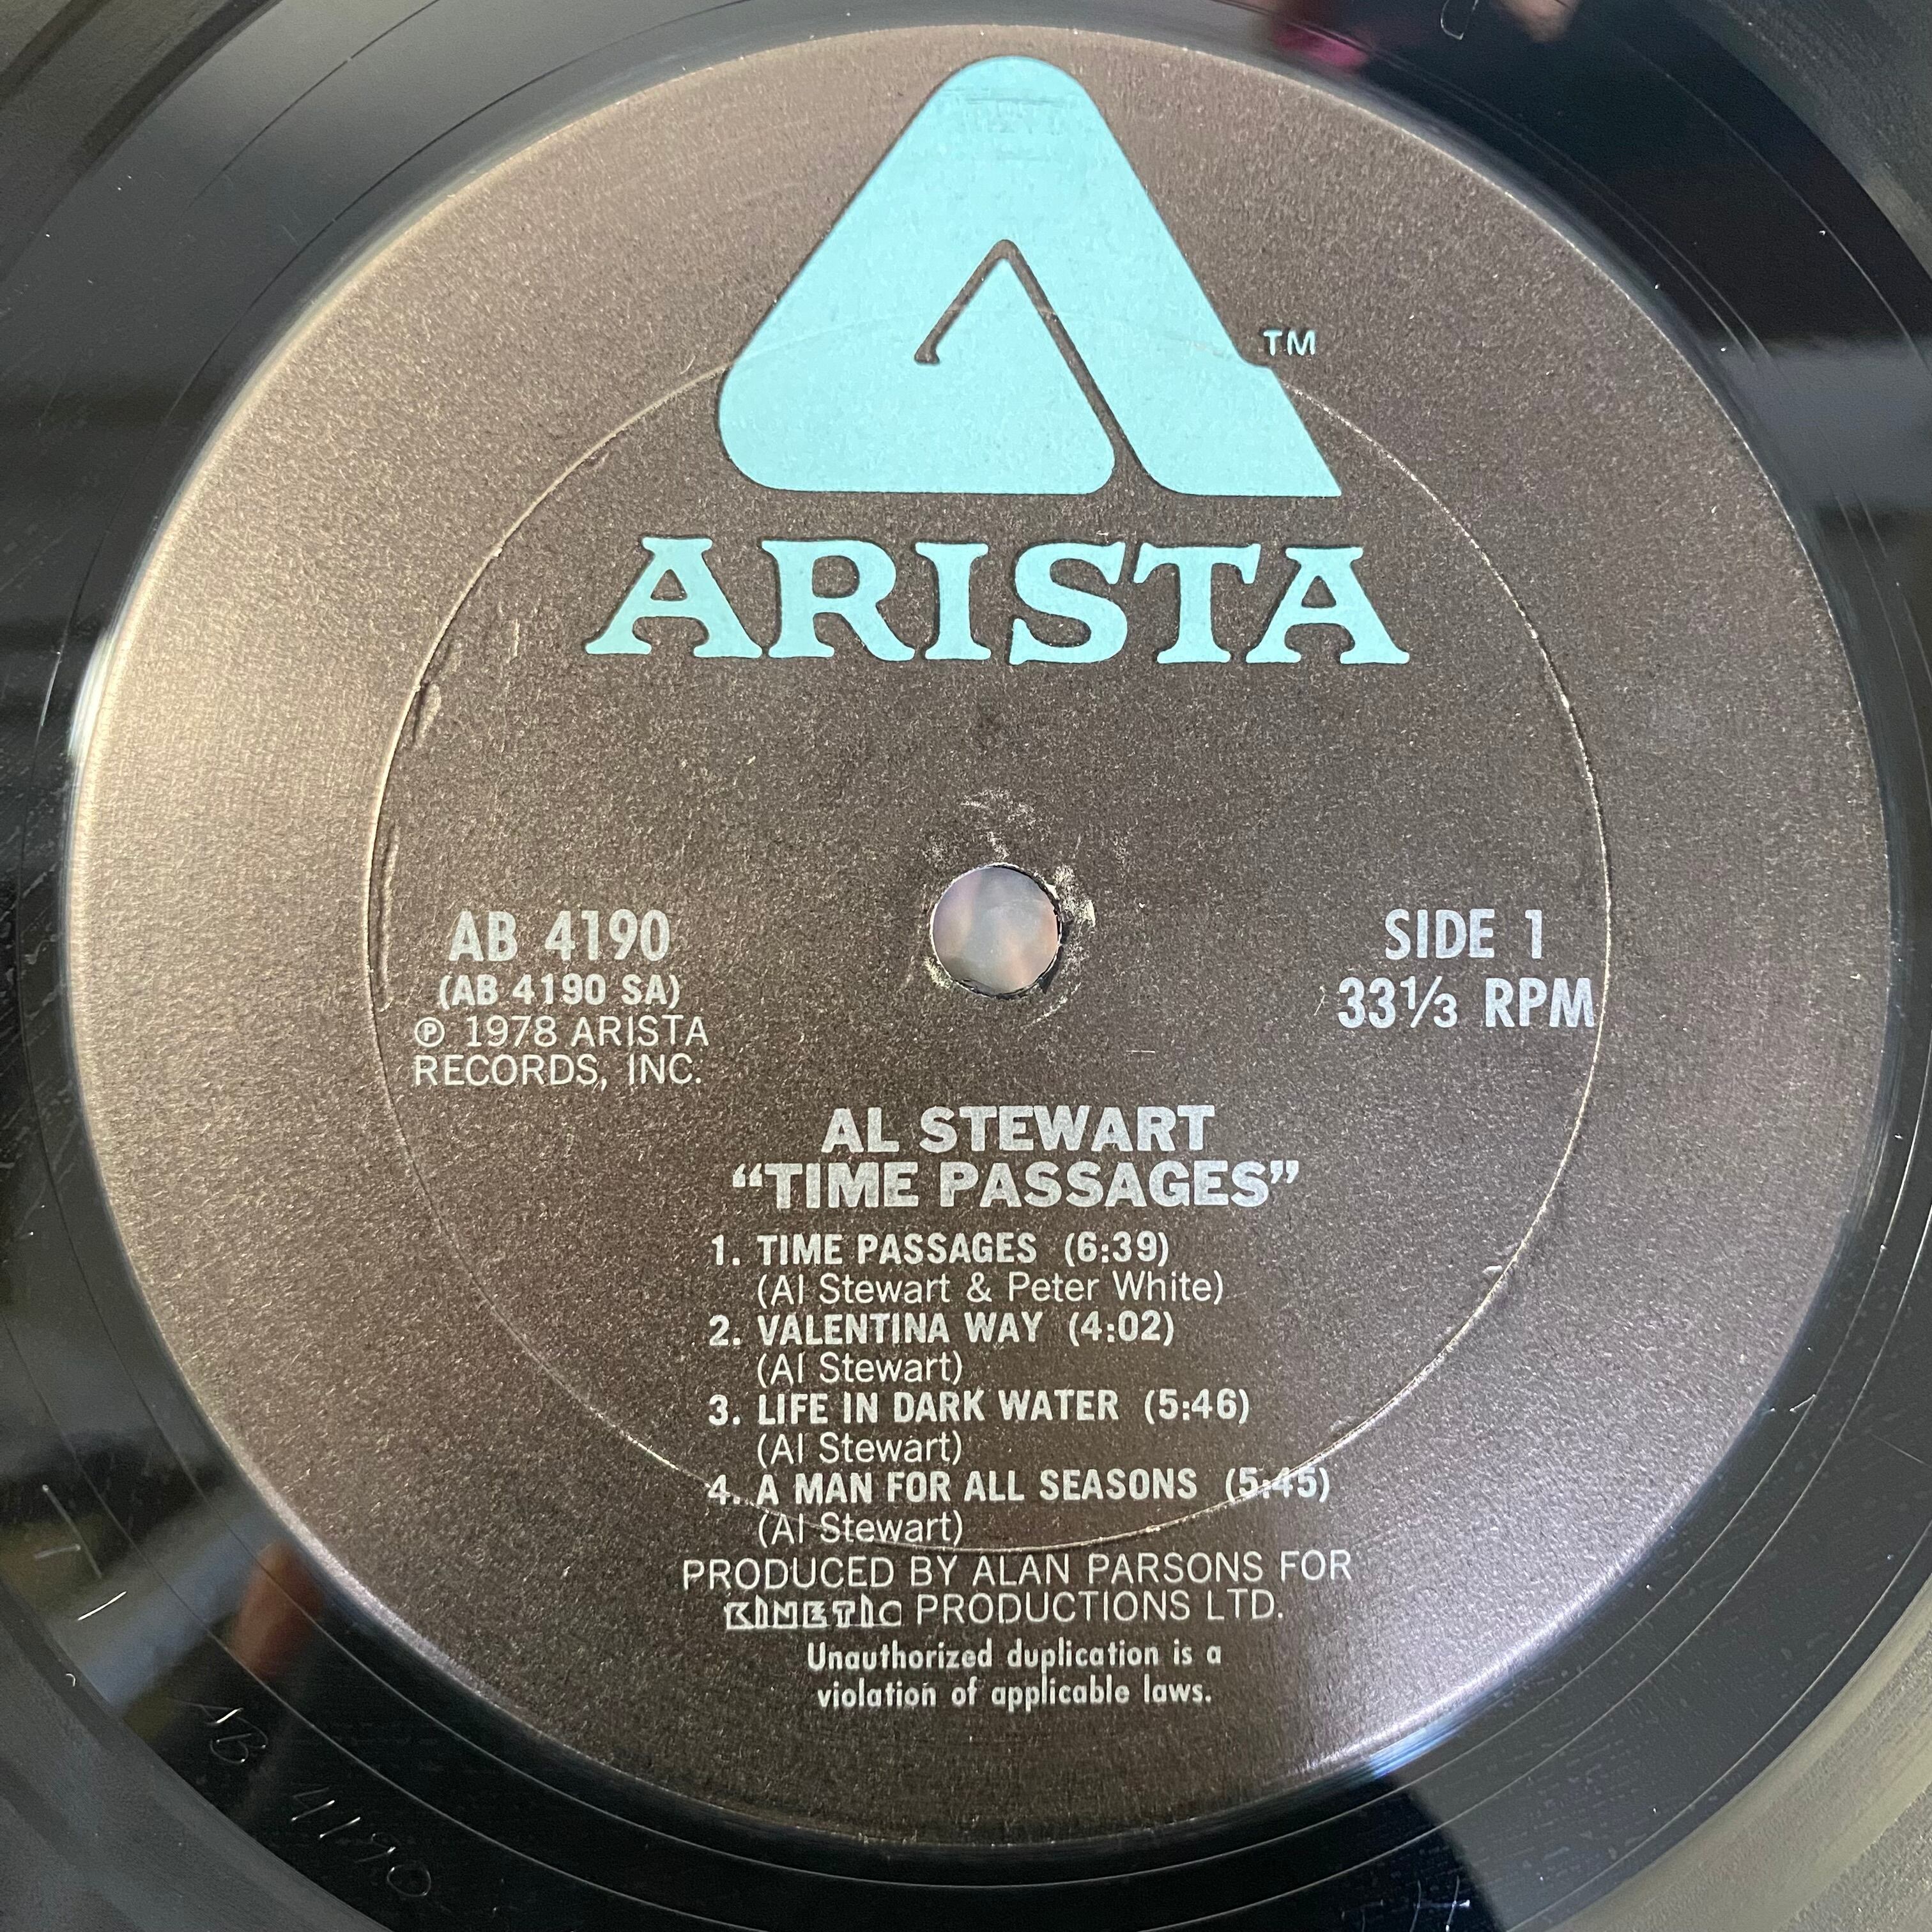 TM
ARISTA
AB 4190
(AB 4190 SA)
℗ 1978 ARISTA
RECORDS, INC.
SIDE 1
33⅓ RPM
AL STEWART
“TIME PASSAGES”
1. TIME PASSAGES (6:39)
(Al Stewart & Peter White)
2. VALENTINA WAY (4:02)
(Al Stewart)
3. LIFE IN DARK WATER (5:46)
(Al Stewart)
4. A MAN FOR ALL SEASONS (5:45)
(Al Stewart)
PRODUCED BY ALAN PARSONS FOR
KINETIC PRODUCTIONS LTD.
Unauthorized duplication is a
violation of applicable laws.
AB 4190